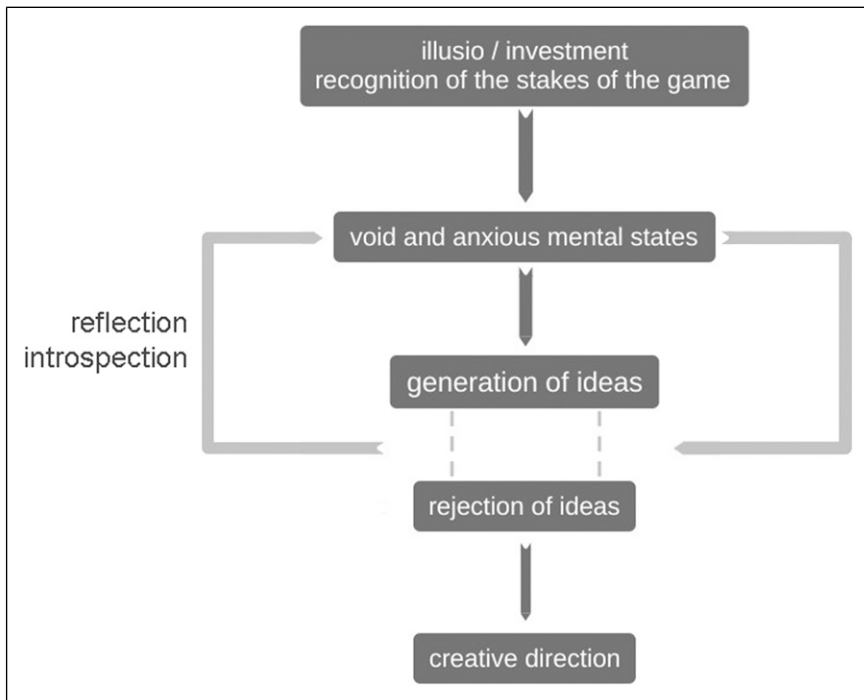 illusio / investment
recognition of the stakes of the game
void and anxious mental states
reflection
introspection
generation of ideas
rejection of ideas
creative direction